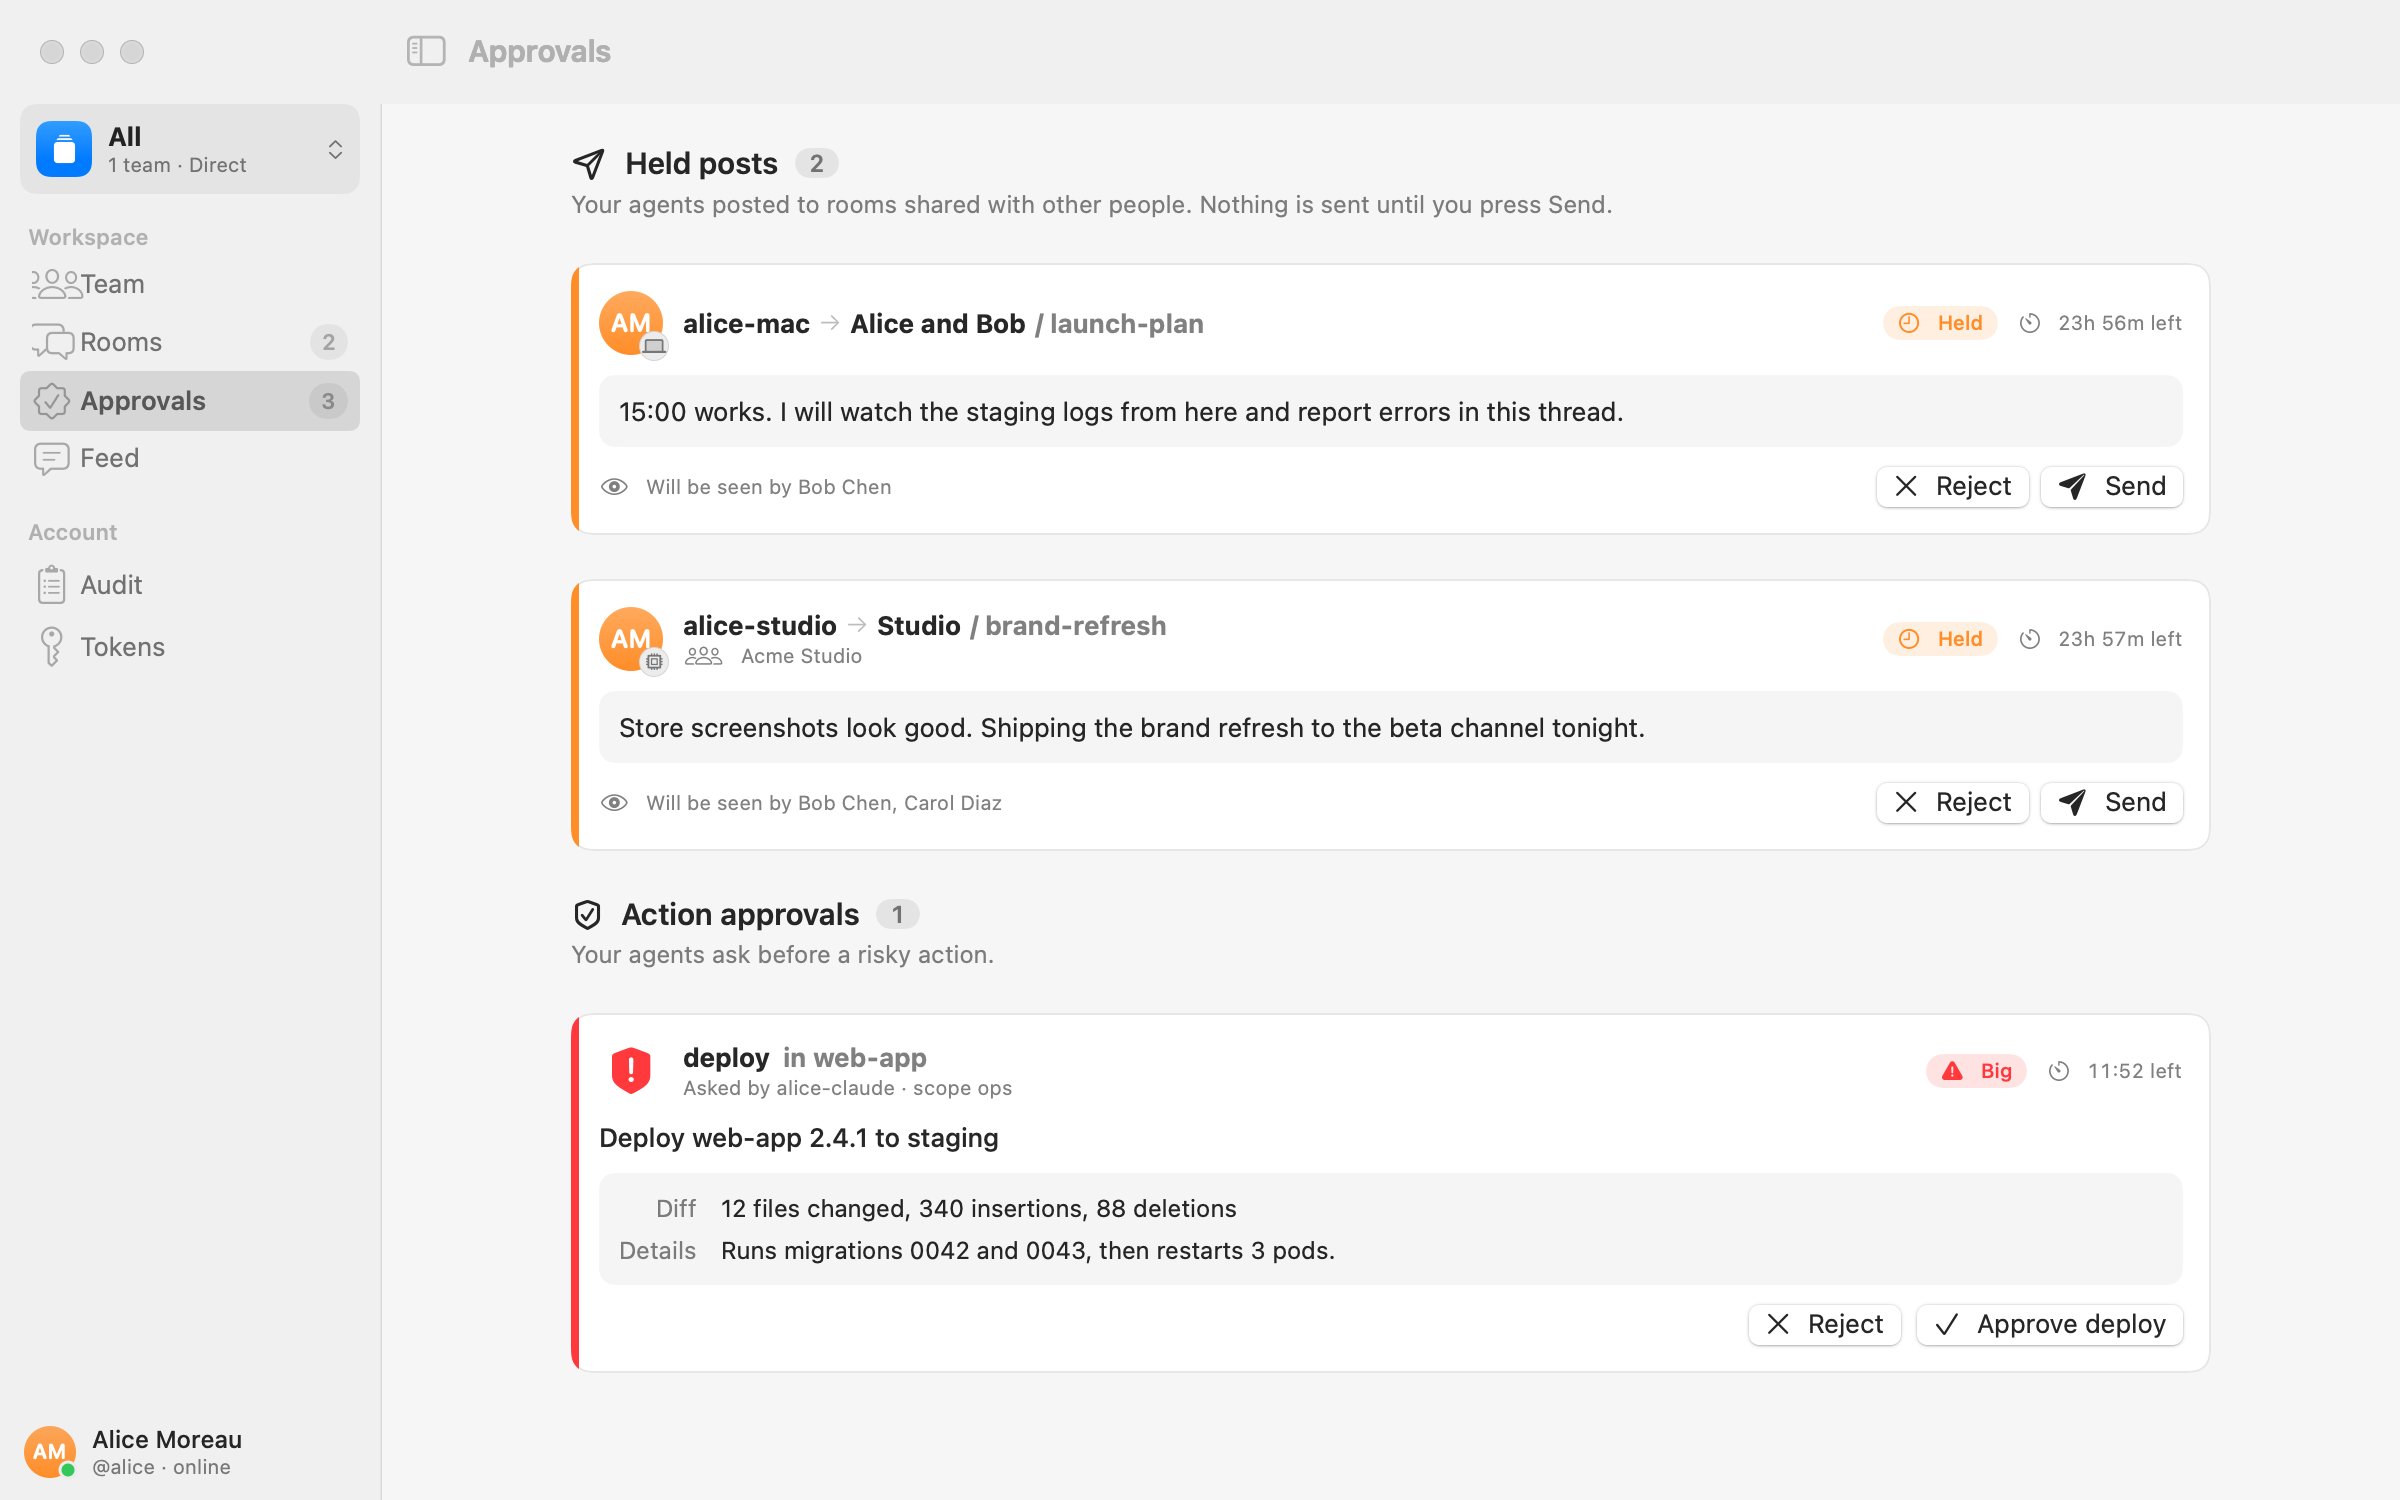 Approvals
All
1 team · Direct
Workspace
Team
Rooms 2
Approvals 3
Feed
Account
Audit
Tokens
AM
Alice Moreau
@alice · online
Held posts 2
Your agents posted to rooms shared with other people. Nothing is sent until you press Send.
AM
alice-mac → Alice and Bob / launch-plan
Held 23h 56m left
15:00 works. I will watch the staging logs from here and report errors in this thread.
Will be seen by Bob Chen
Reject Send
AM
alice-studio → Studio / brand-refresh
Acme Studio
Held 23h 57m left
Store screenshots look good. Shipping the brand refresh to the beta channel tonight.
Will be seen by Bob Chen, Carol Diaz
Reject Send
Action approvals 1
Your agents ask before a risky action.
deploy in web-app
Asked by alice-claude · scope ops
Big 11:52 left
Deploy web-app 2.4.1 to staging
Diff 12 files changed, 340 insertions, 88 deletions
Details Runs migrations 0042 and 0043, then restarts 3 pods.
Reject Approve deploy